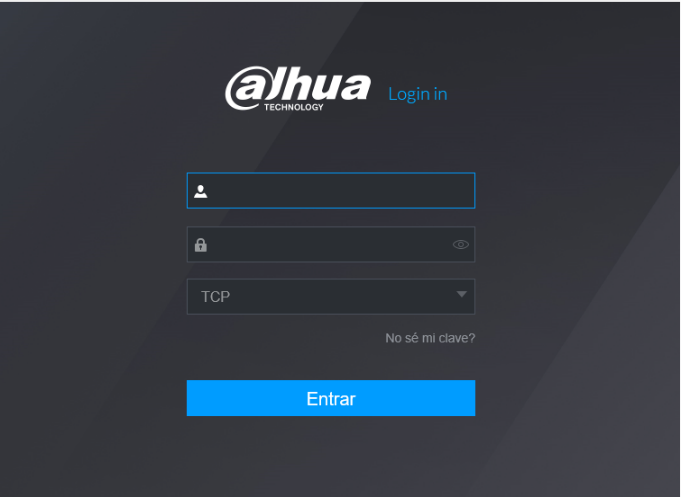 alhua
TECHNOLOGY
Login in
TCP
No sé mi clave?
Entrar